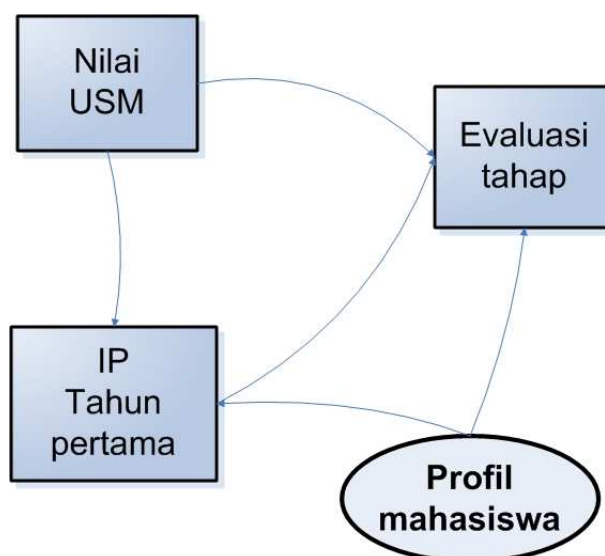 Nilai
USM
Evaluasi
tahap
IP
Tahun
pertama
Profil
mahasiswa